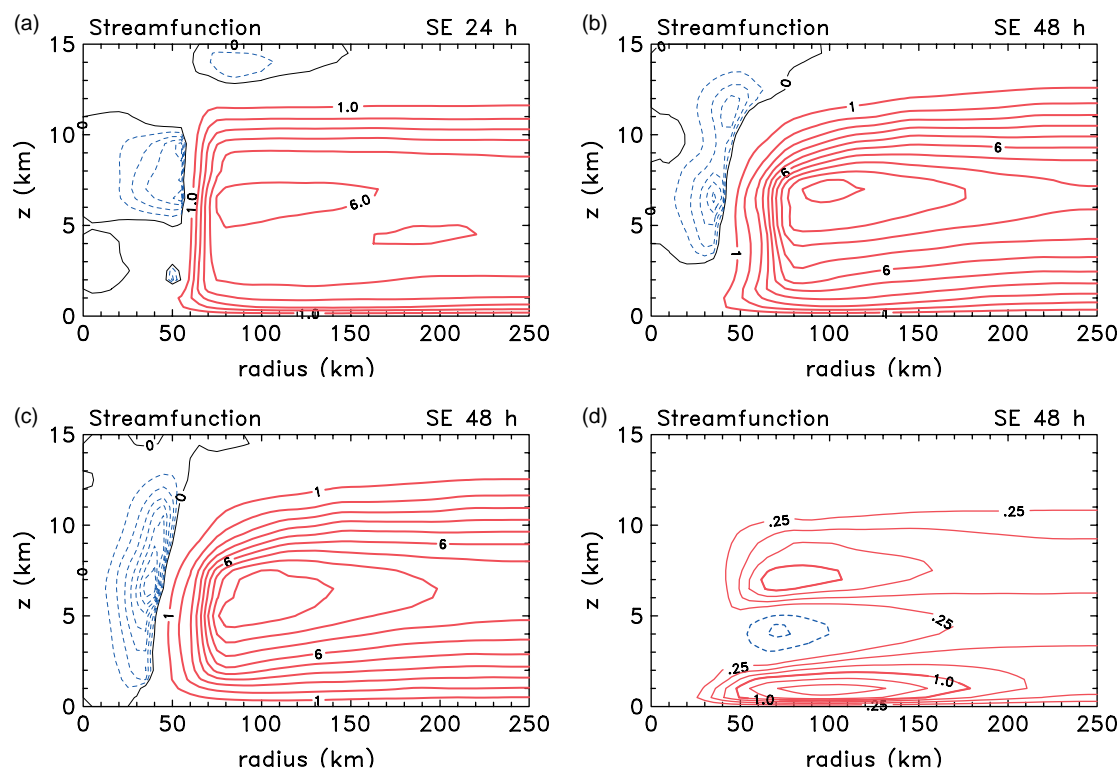 (a) Streamfunction SE 24 h
(b) Streamfunction SE 48 h
15 0 0
10 0 1.0
z (km)
5 1.0 6.0
0 1.0
0 50 100 150 200 250
radius (km)
15 0 0
10 1 6
z (km)
5 0 6 1 6
0 1
0 50 100 150 200 250
radius (km)
(c) Streamfunction SE 48 h
(d) Streamfunction SE 48 h
15 0
10 0 1 6
z (km)
5 0 6 1 6
0 1
0 50 100 150 200 250
radius (km)
15
10 .25 .25
z (km)
5 .25
.25 1.0
0 1.0 .25
0 50 100 150 200 250
radius (km)